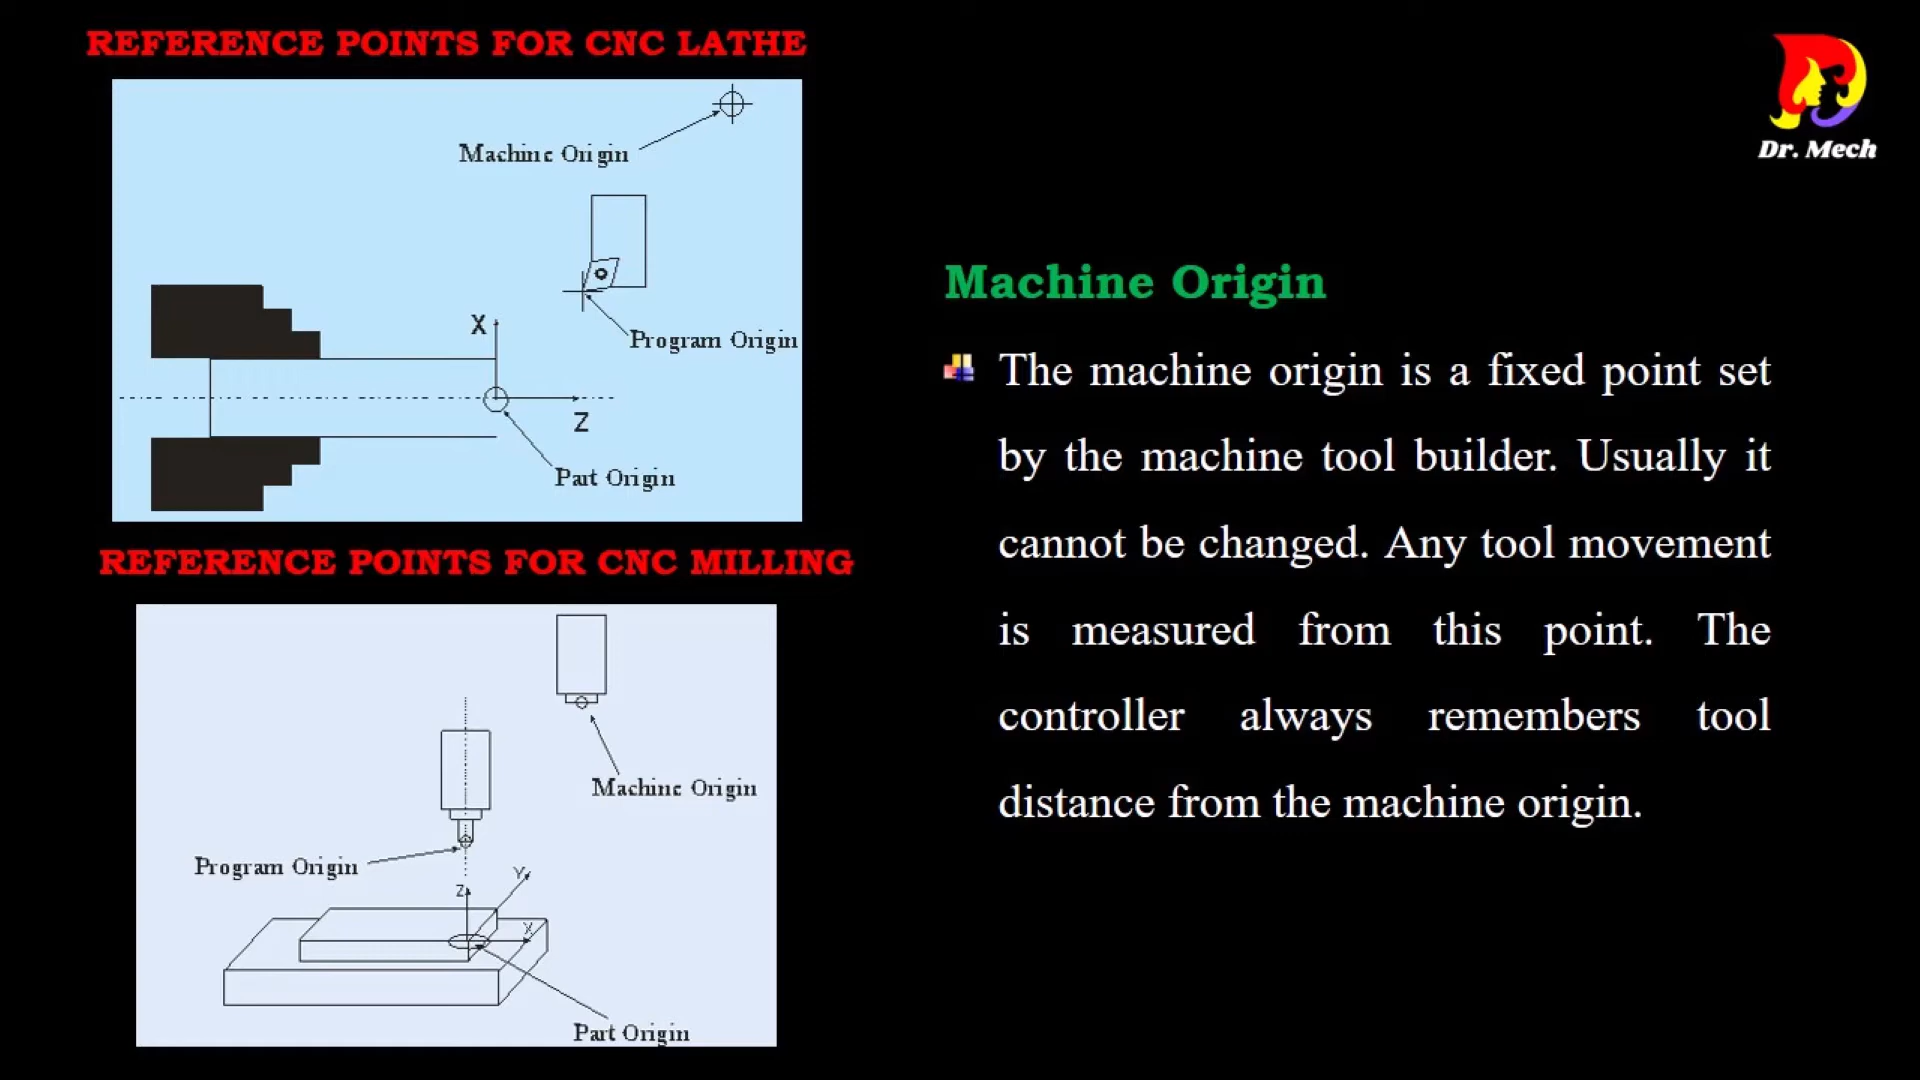 REFERENCE POINTS FOR CNC LATHE
Machine Origin
Program Origin
X
Z
Part Origin
REFERENCE POINTS FOR CNC MILLING
Machine Origin
Program Origin
Y
Z
X
Part Origin
Dr. Mech
Machine Origin
The machine origin is a fixed point set
by the machine tool builder. Usually it
cannot be changed. Any tool movement
is measured from this point. The
controller always remembers tool
distance from the machine origin.